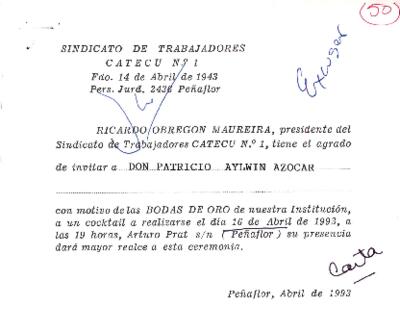 50
SINDICATO DE TRABAJADORES
CATECU N.º 1
Fdo. 14 de Abril de 1943
Pers. Jurd. 2436 Peñaflor
Excusar
RICARDO OBREGON MAUREIRA, presidente del
Sindicato de Trabajadores CATECU N.º 1, tiene el agrado
de invitar a DON PATRICIO AYLWIN AZOCAR
con motivo de las BODAS DE ORO de nuestra Institución,
a un cocktail a realizarse el día 16 de Abril de 1993, a
las 19 horas, Arturo Prat s/n ( Peñaflor ) su presencia
dará mayor realce a esta ceremonia.
Carta
Peñaflor, Abril de 1993